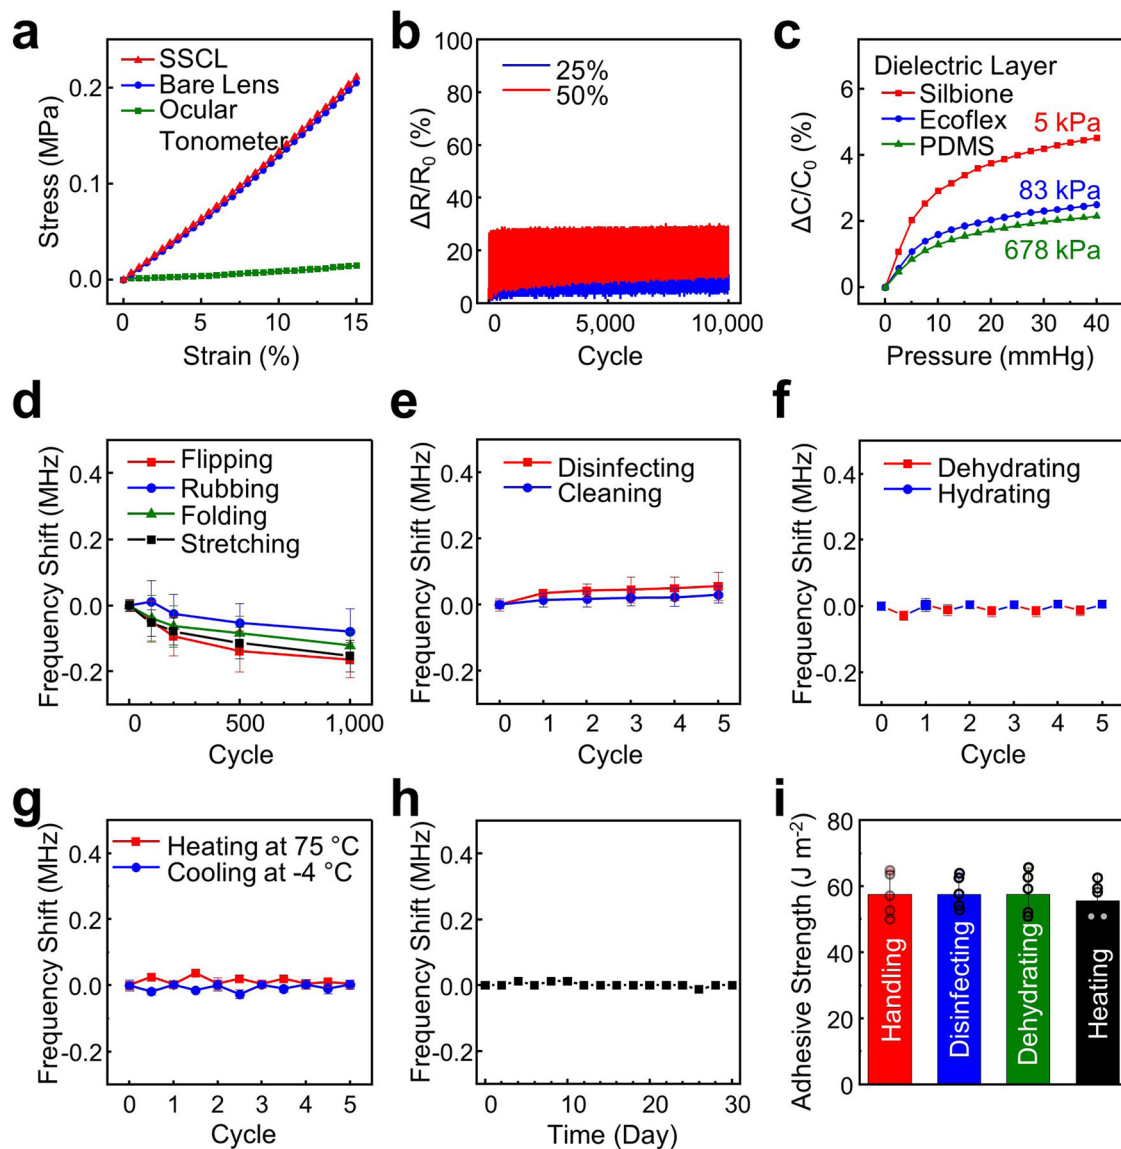 a
SSCL
Bare Lens
Ocular
Tonometer
0.2
0.1
0.0
Stress (MPa)
0
5
10
15
Strain (%)
b
25%
50%
100
80
60
40
20
0
ΔR/R₀ (%)
0
5,000
10,000
Cycle
c
Dielectric Layer
Silbione
Ecoflex
PDMS
5 kPa
83 kPa
678 kPa
6
4
2
0
ΔC/C₀ (%)
0
10
20
30
40
Pressure (mmHg)
d
Flipping
Rubbing
Folding
Stretching
0.4
0.2
0.0
-0.2
Frequency Shift (MHz)
0
500
1,000
Cycle
e
Disinfecting
Cleaning
0.4
0.2
0.0
-0.2
Frequency Shift (MHz)
0
1
2
3
4
5
Cycle
f
Dehydrating
Hydrating
0.4
0.2
0.0
-0.2
Frequency Shift (MHz)
0
1
2
3
4
5
Cycle
g
Heating at 75 °C
Cooling at -4 °C
0.4
0.2
0.0
-0.2
Frequency Shift (MHz)
0
1
2
3
4
5
Cycle
h
0.4
0.2
0.0
-0.2
Frequency Shift (MHz)
0
10
20
30
Time (Day)
i
80
60
40
20
0
Adhesive Strength (J m⁻²)
Handling
Disinfecting
Dehydrating
Heating